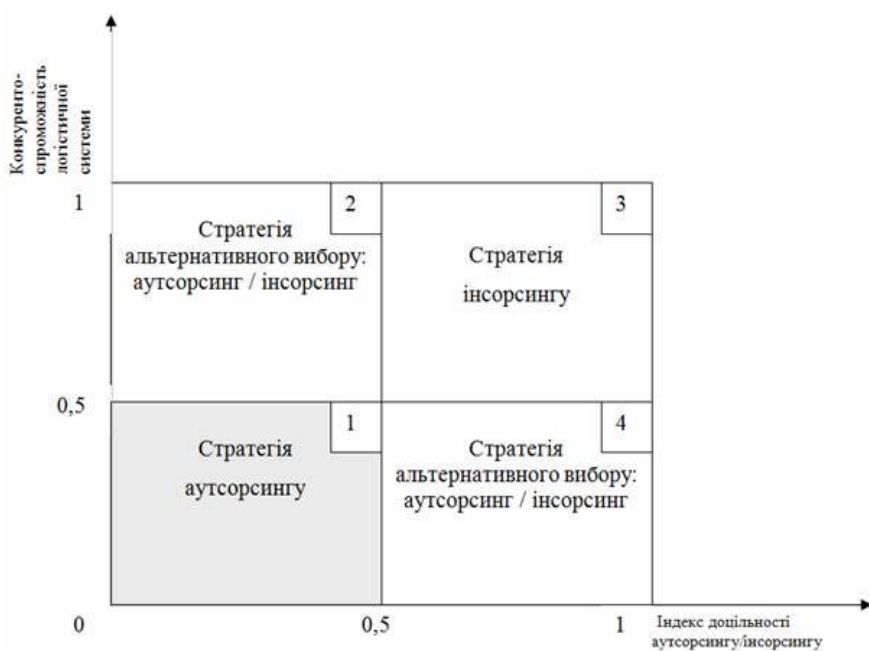 Конкуренто-
спроможність
логістичної
системи
1
2
Стратегія
альтернативного вибору:
аутсорсинг / інсорсинг
3
Стратегія
інсорсингу
0,5
1
Стратегія
аутсорсингу
4
Стратегія
альтернативного вибору:
аутсорсинг / інсорсинг
0
0,5
1
Індекс доцільності
аутсорсингу/інсорсингу